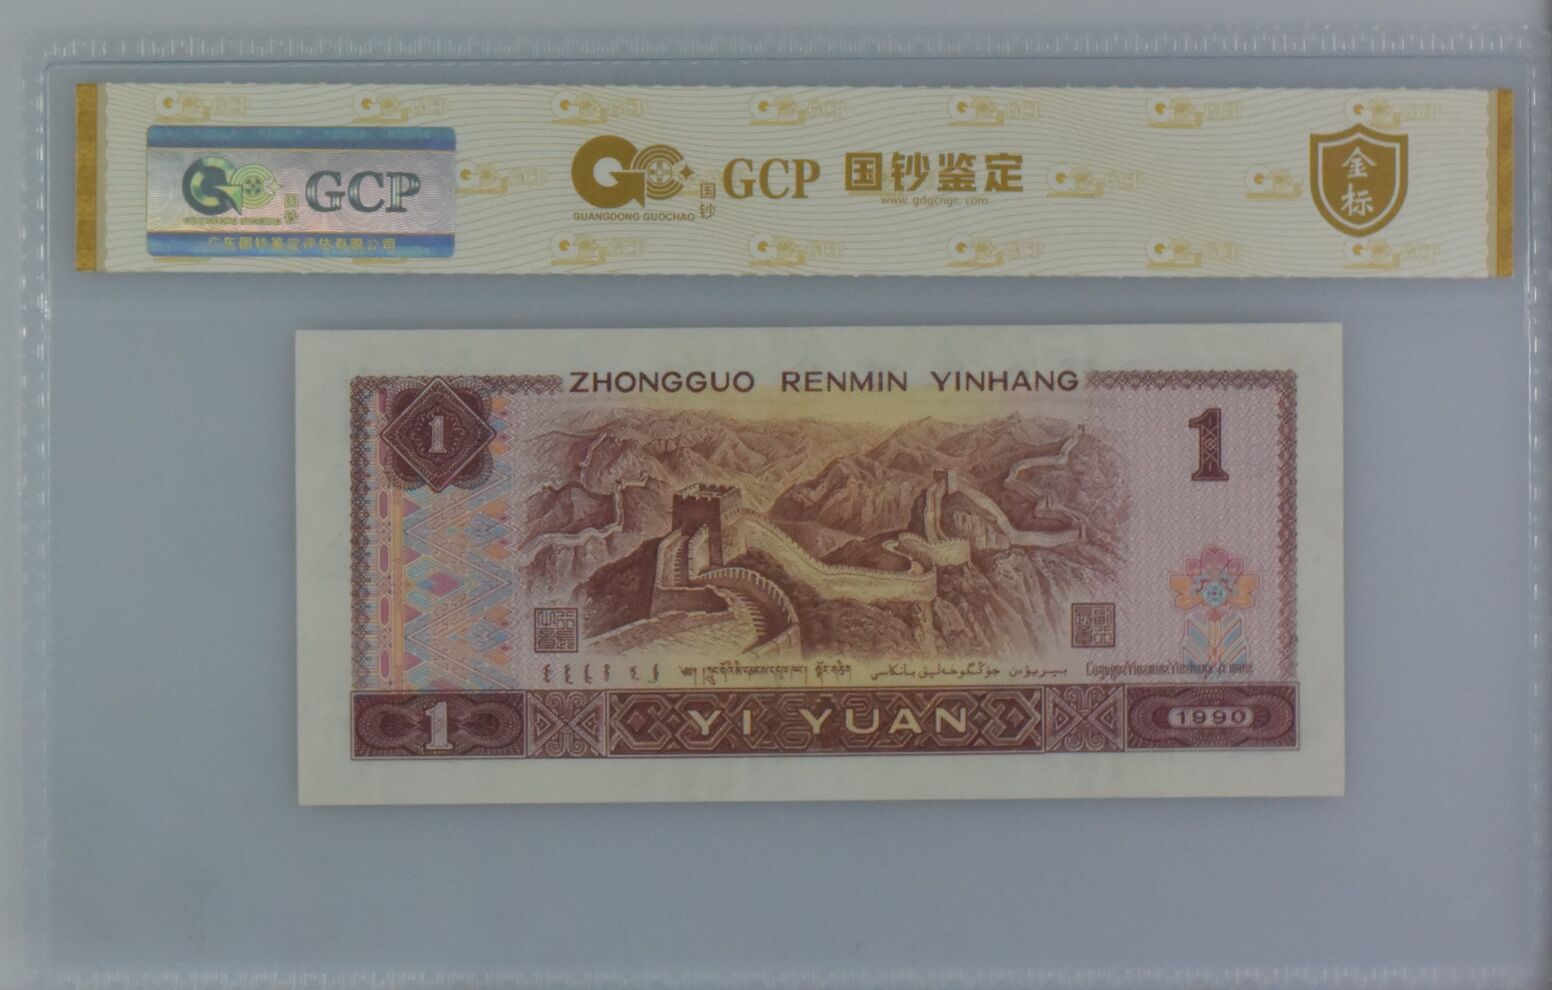 GCP
广东国钞鉴定评估有限公司
GUANGDONG GUOCHAO
国钞
GCP 国钞鉴定
www.gdgcnge.com
金标
ZHONGGUO RENMIN YINHANG
1
1
1
YI YUAN
1990